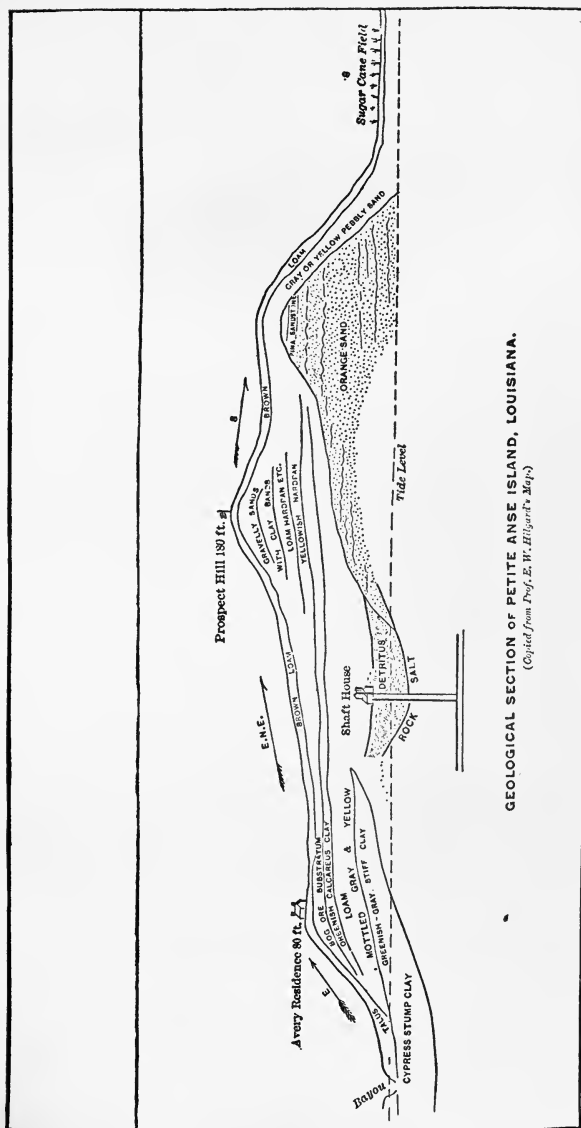 Avery Residence 80 ft.
Prospect Hill 180 ft.
Sugar Cane Field
8
E
E.N.E.
8
Bayou
TALUS
CYPRESS STUMP CLAY
BOG ORE SUBSTRATUM
GREENISH CALCAREUS CLAY
LOAM GRAY & YELLOW
MOTTLED
GREENISH-GRAY STIFF CLAY
BROWN LOAM
Shaft House
DETRITUS
ROCK SALT
GRAVELLY SANDS
WITH CLAY BANDS
LOAM HARDPAN ETC.
YELLOWISH HARDPAN
BROWN LOAM
GRAY OR YELLOW PEBBLY SAND
ORANGE-SAND
Tide Level
GEOLOGICAL SECTION OF PETITE ANSE ISLAND, LOUISIANA.
(Copied from Prof. E. W. Hilgard's Map.)